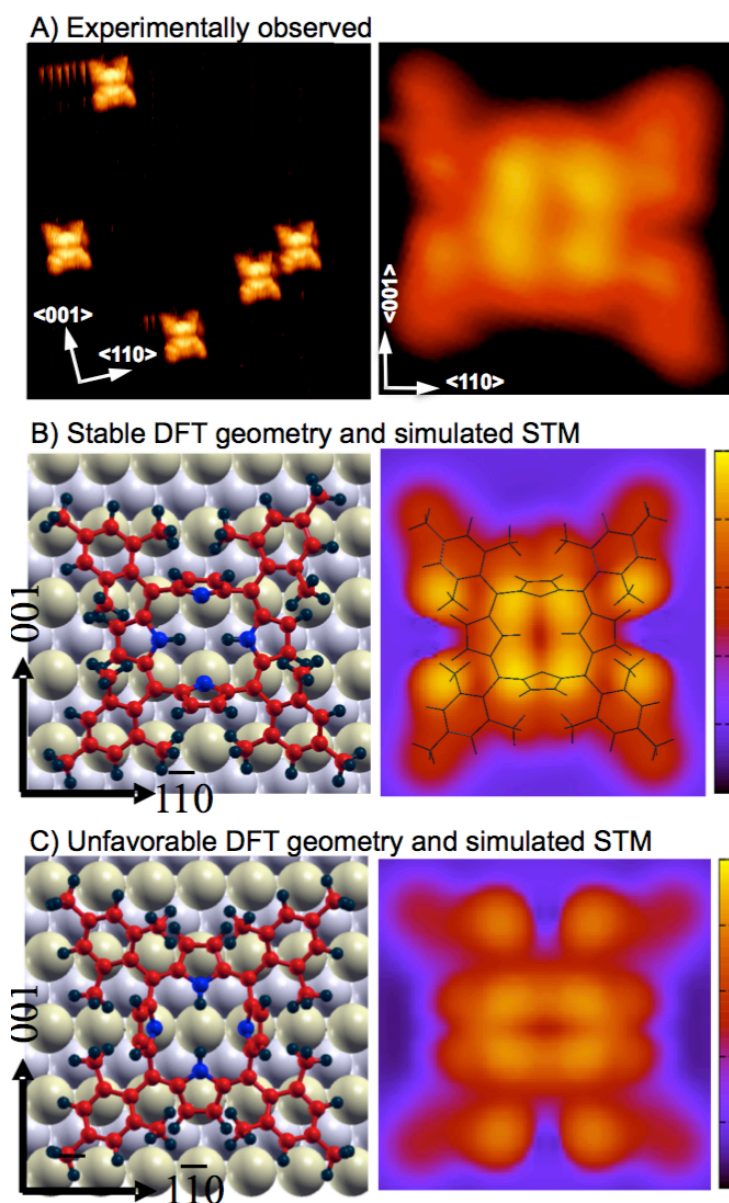 A) Experimentally observed
<001>
<110>
<001>
<110>
B) Stable DFT geometry and simulated STM
001
110
C) Unfavorable DFT geometry and simulated STM
001
110